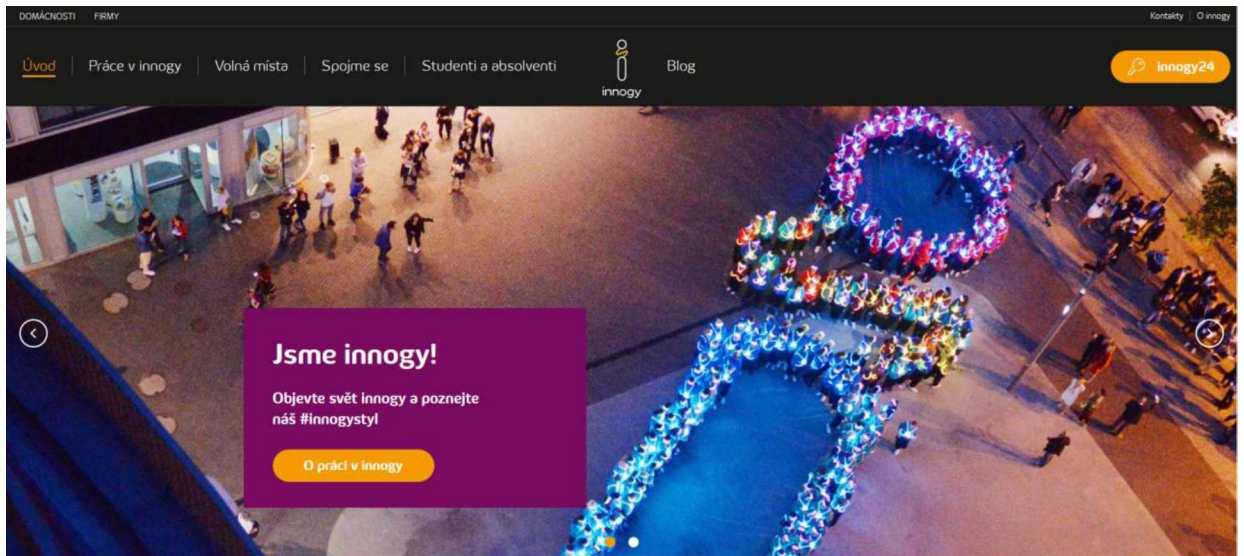 DOMÁCNOSTI FIRMY Kontakty O innogy
Úvod Práce v innogy Volná místa Spojme se Studenti a absolventi innogy Blog innogy24
Jsme innogy!
Objevte svět innogy a poznejte
náš #innogystyl
O práci v innogy